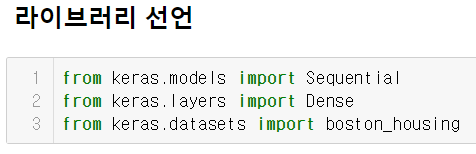 라이브러리 선언
1 from keras.models import Sequential
2 from keras.layers import Dense
3 from keras.datasets import boston_housing